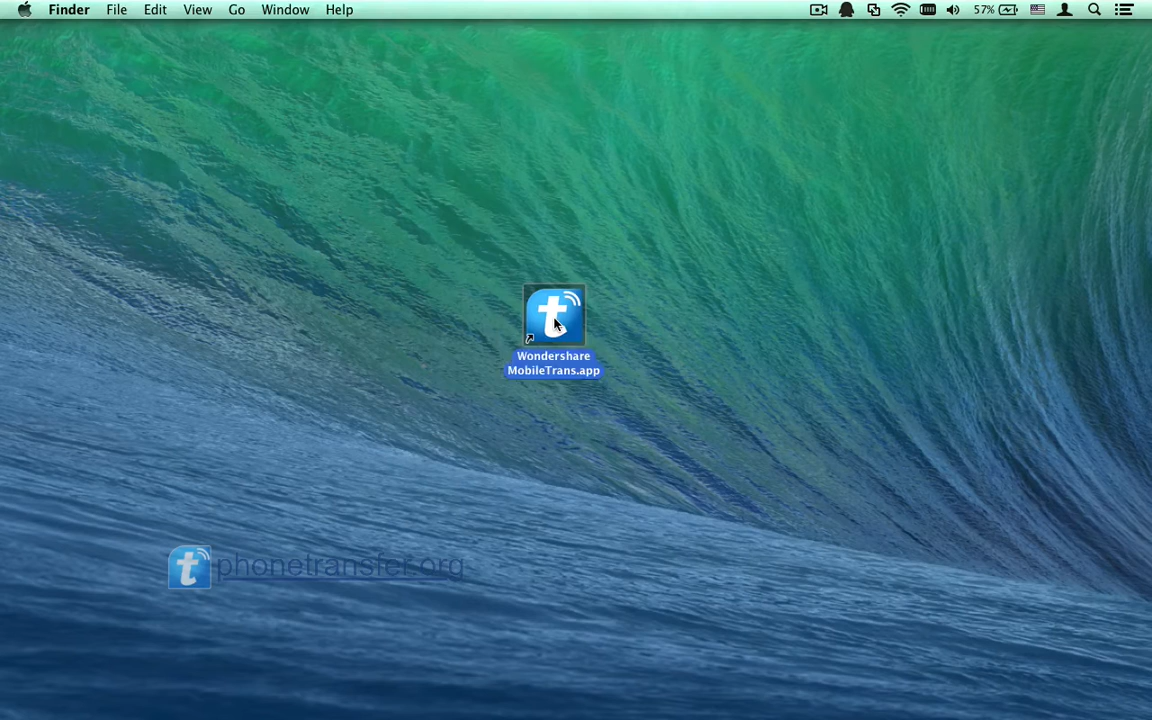 Finder File Edit View Go Window Help 57%
t
Wondershare
MobileTrans.app
t phonetransfer.org